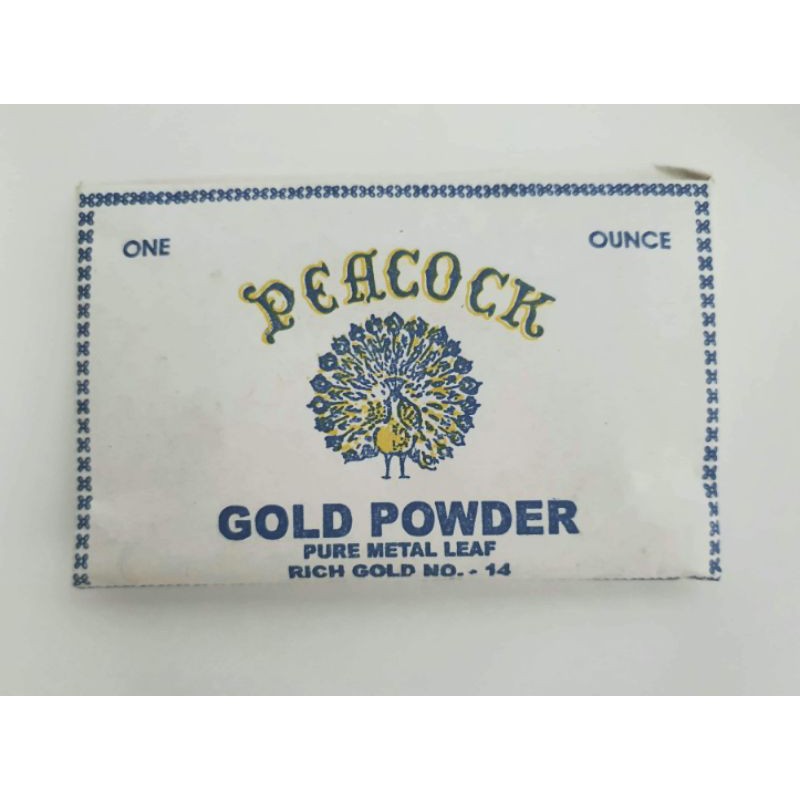 ONE OUNCE
PEACOCK
GOLD POWDER
PURE METAL LEAF
RICH GOLD NO. - 14